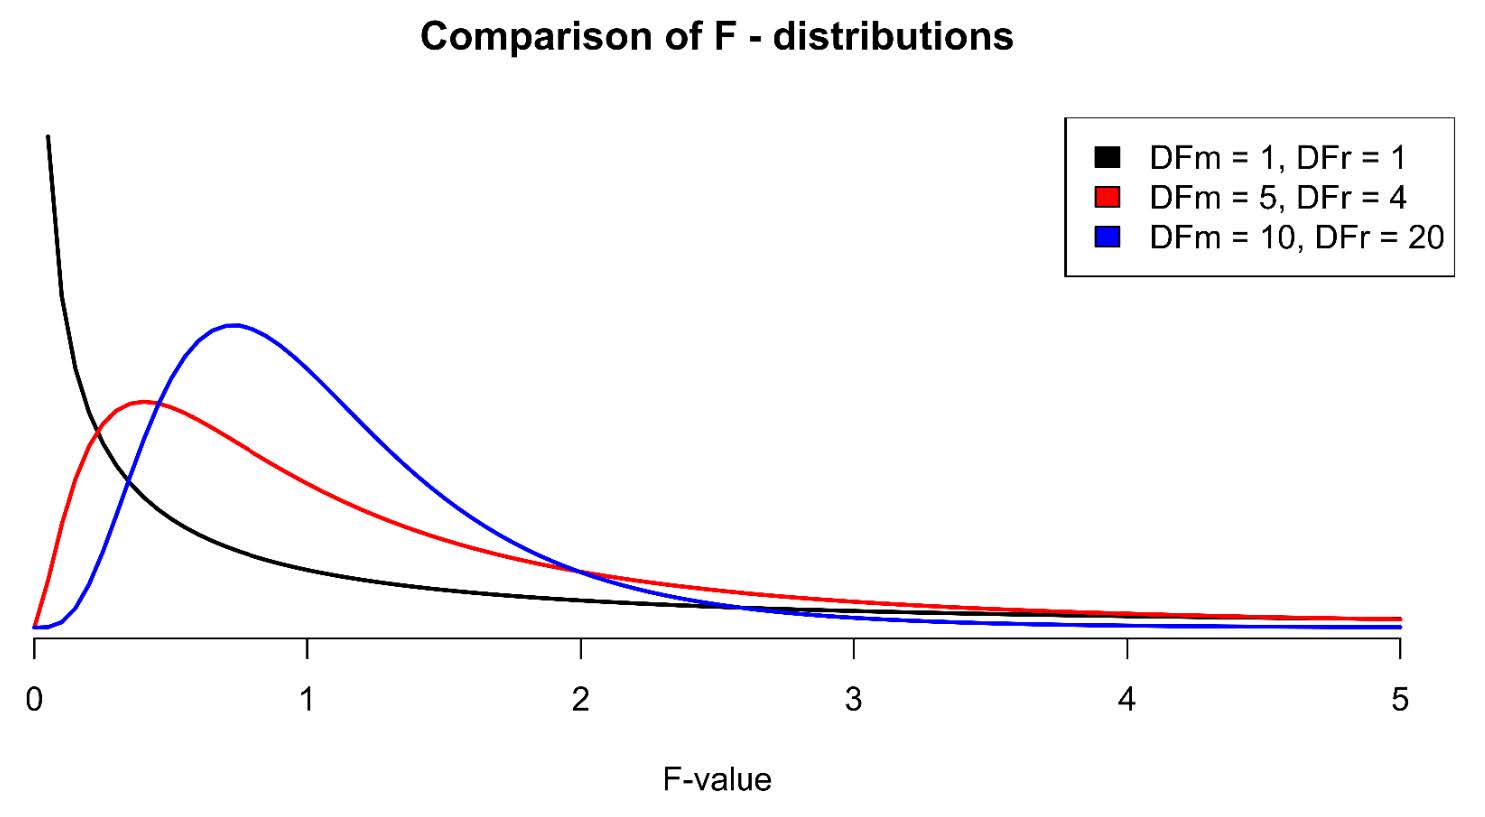 Comparison of F - distributions
DFm = 1, DFr = 1
DFm = 5, DFr = 4
DFm = 10, DFr = 20
0 1 2 3 4 5
F-value